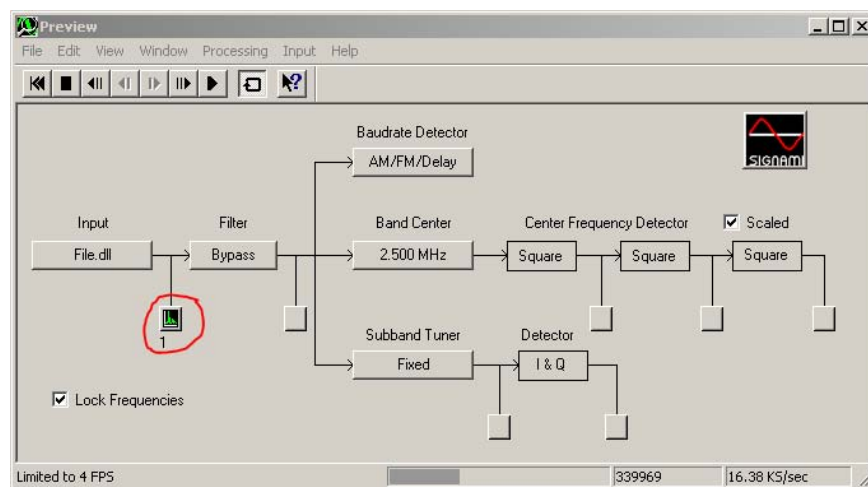 Preview
File Edit View Window Processing Input Help
Baudrate Detector
AM/FM/Delay
SIGNAMI
Input
Filter
Band Center
Center Frequency Detector
Scaled
File.dll
Bypass
2.500 MHz
Square
Square
Square
1
Subband Tuner
Detector
Fixed
I & Q
Lock Frequencies
Limited to 4 FPS
339969
16.38 KS/sec